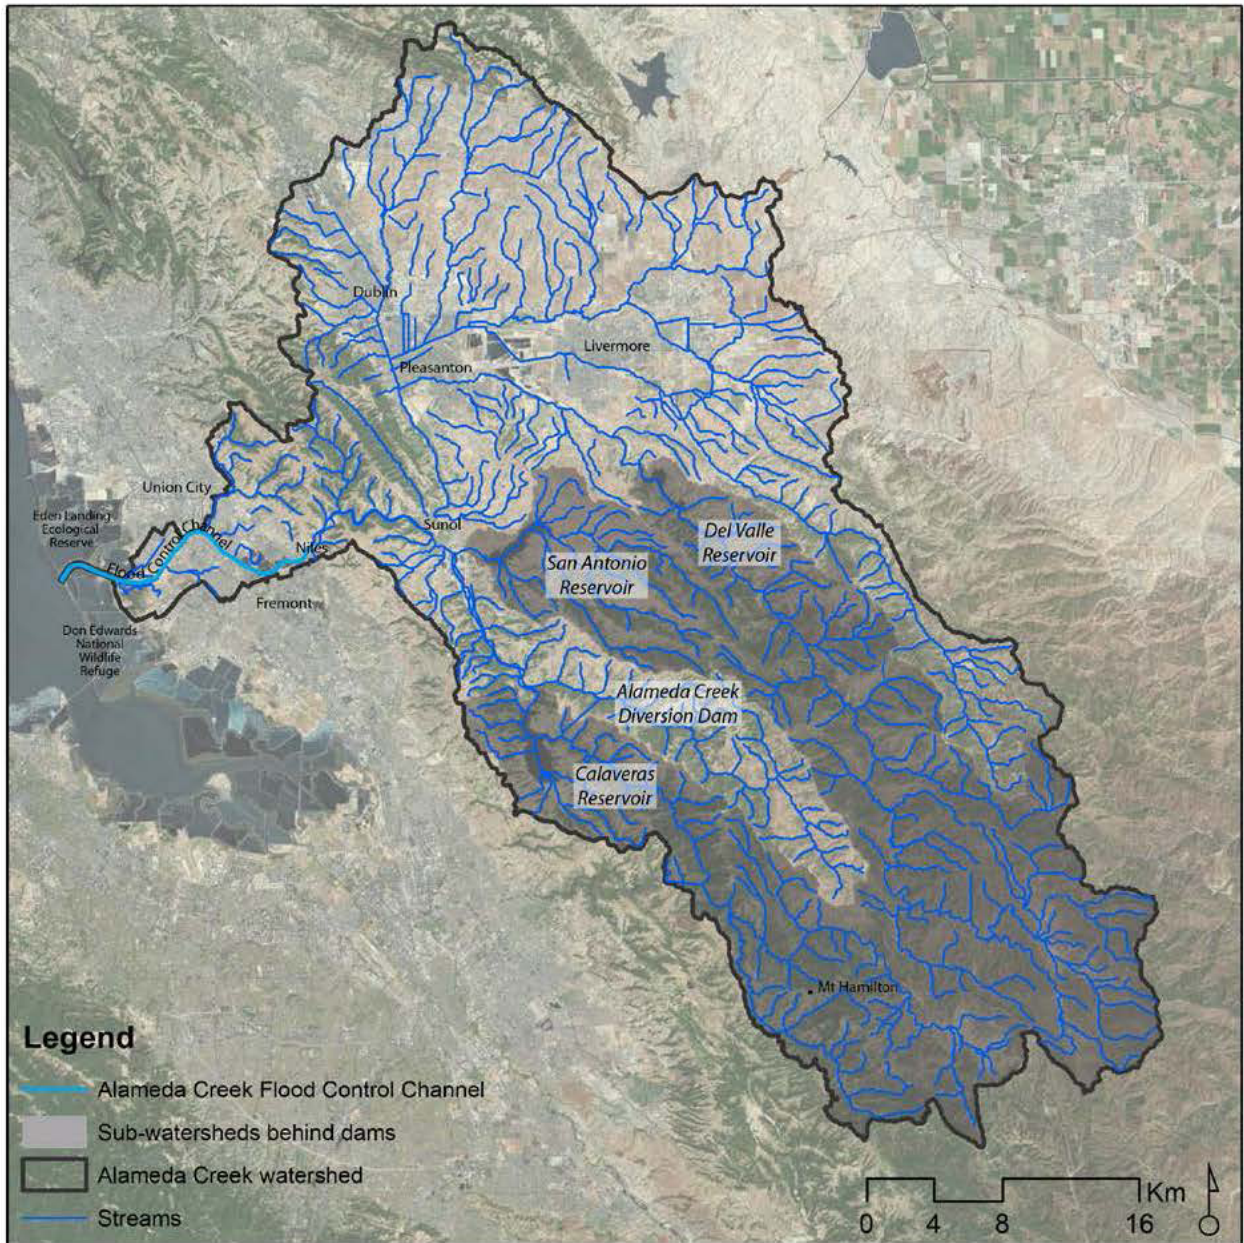 Dublin
Livermore
Pleasanton
Union City
Eden Landing
Ecological
Reserve
Flood Control Channel
Niles
Sunol
Fremont
Don Edwards
National
Wildlife
Refuge
Del Valle
Reservoir
San Antonio
Reservoir
Alameda Creek
Diversion Dam
Calaveras
Reservoir
Mt Hamilton
Legend
Alameda Creek Flood Control Channel
Sub-watersheds behind dams
Alameda Creek watershed
Streams
Km
0 4 8 16